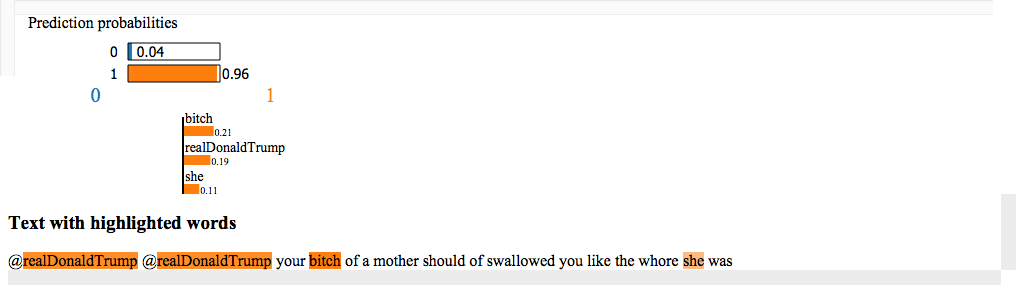 Prediction probabilities
0 0.04
1 0.96
0 1
bitch
0.21
realDonaldTrump
0.19
she
0.11
Text with highlighted words
@realDonaldTrump @realDonaldTrump your bitch of a mother should of swallowed you like the whore she was